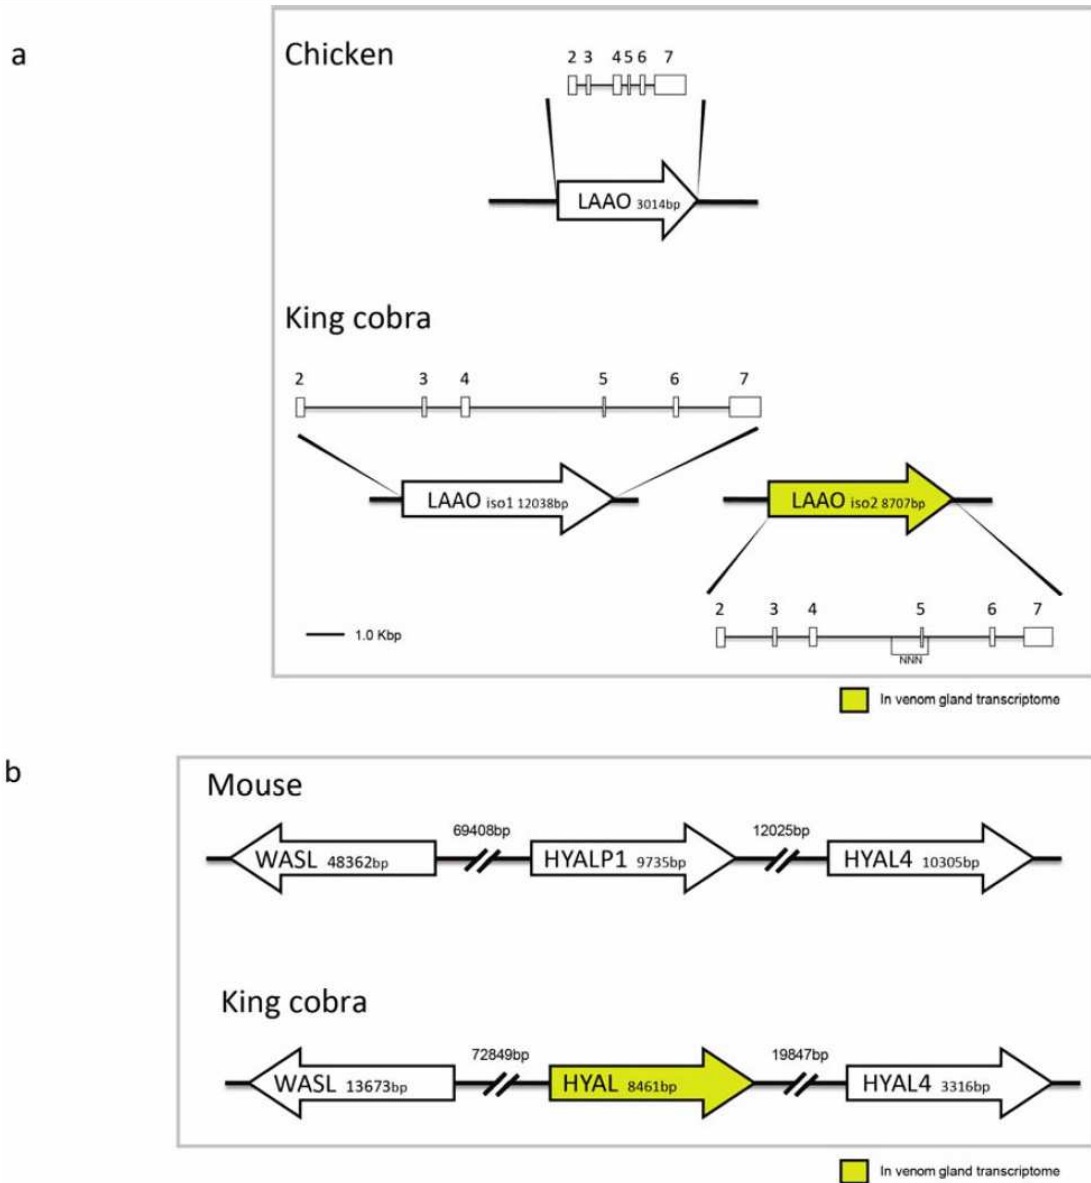 a
Chicken
2 3 4 5 6 7
LAAO 3014bp
King cobra
2 3 4 5 6 7
LAAO iso1 12038bp
LAAO iso2 8707bp
2 3 4 5 6 7
NNN
1.0 Kbp
In venom gland transcriptome
b
Mouse
69408bp 12025bp
WASL 48362bp HYALP1 9735bp HYAL4 10305bp
King cobra
72849bp 19847bp
WASL 13673bp HYAL 8461bp HYAL4 3316bp
In venom gland transcriptome